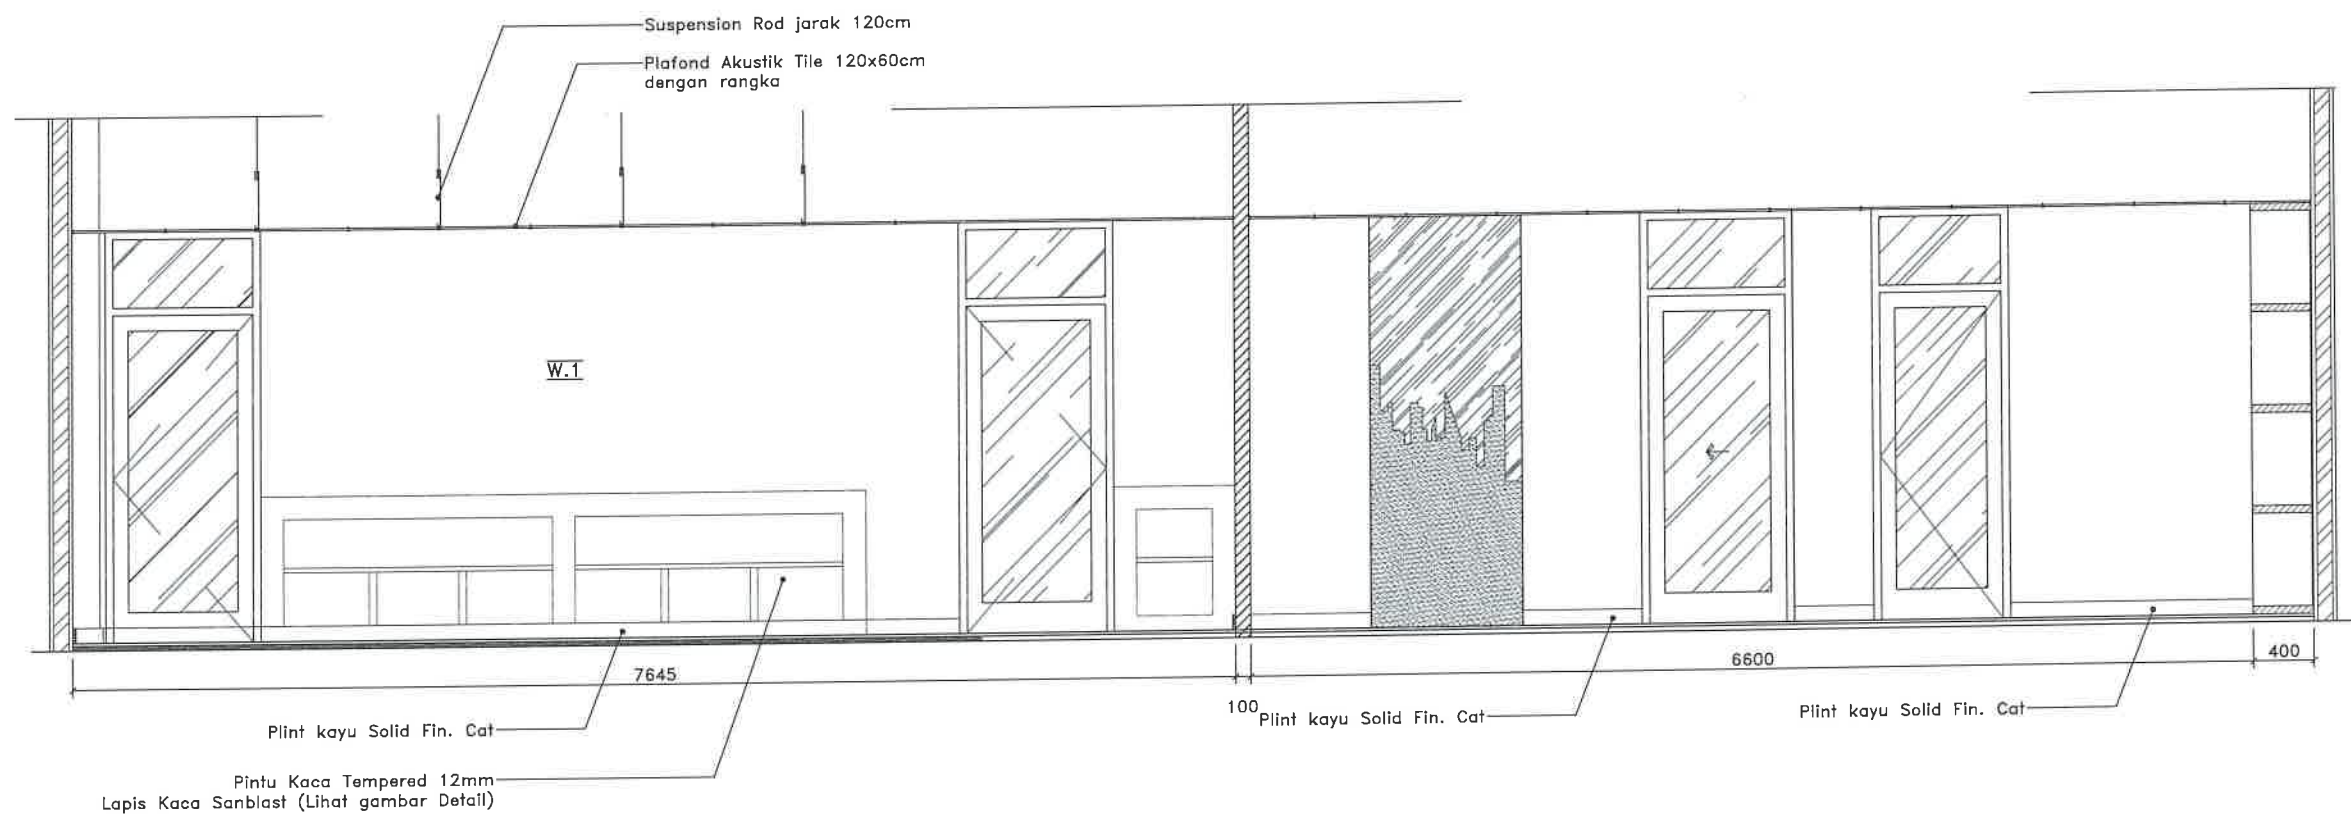 Suspension Rod jarak 120cm
Plafond Akustik Tile 120x60cm
dengan rangka
W.1
7645
100
6600
400
Plint kayu Solid Fin. Cat
Plint kayu Solid Fin. Cat
Plint kayu Solid Fin. Cat
Pintu Kaca Tempered 12mm
Lapis Kaca Sanblast (Lihat gambar Detail)